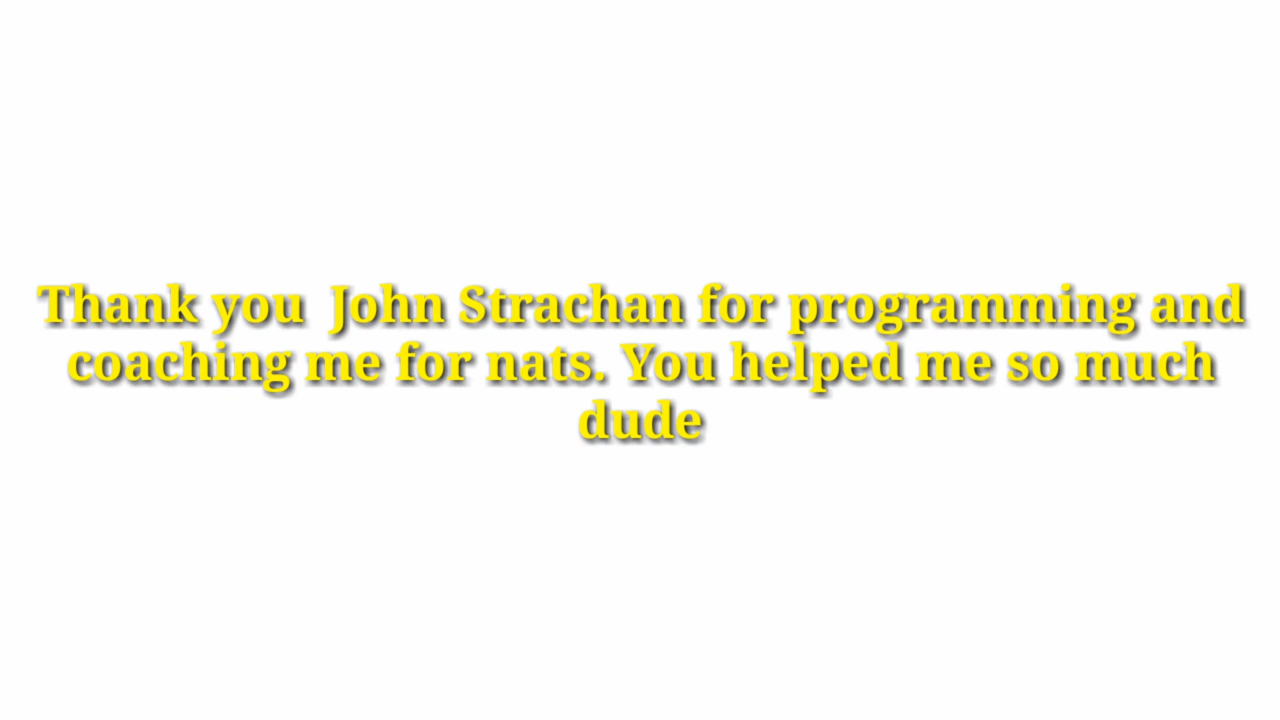 Thank you  John Strachan for programming and
coaching me for nats. You helped me so much
dude